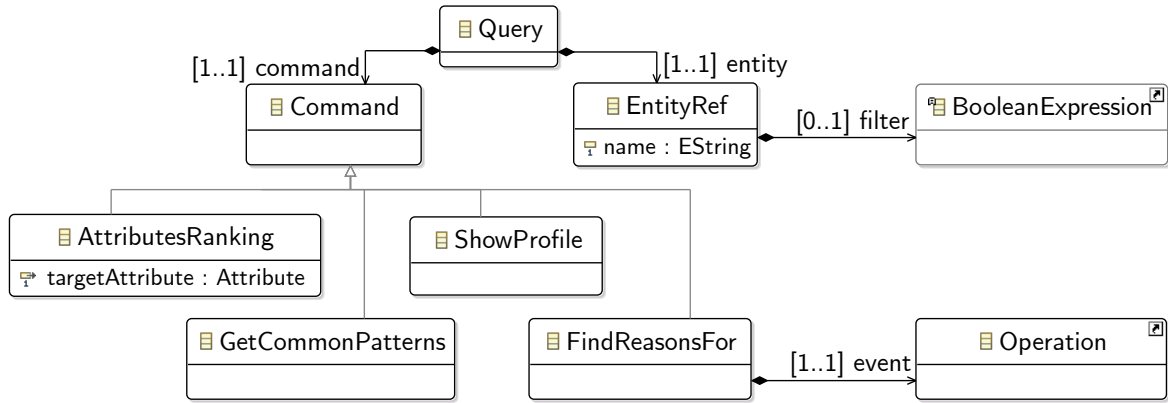 Query
[1..1] command
[1..1] entity
Command
EntityRef
name : EString
[0..1] filter
BooleanExpression
AttributesRanking
targetAttribute : Attribute
ShowProfile
GetCommonPatterns
FindReasonsFor
[1..1] event
Operation